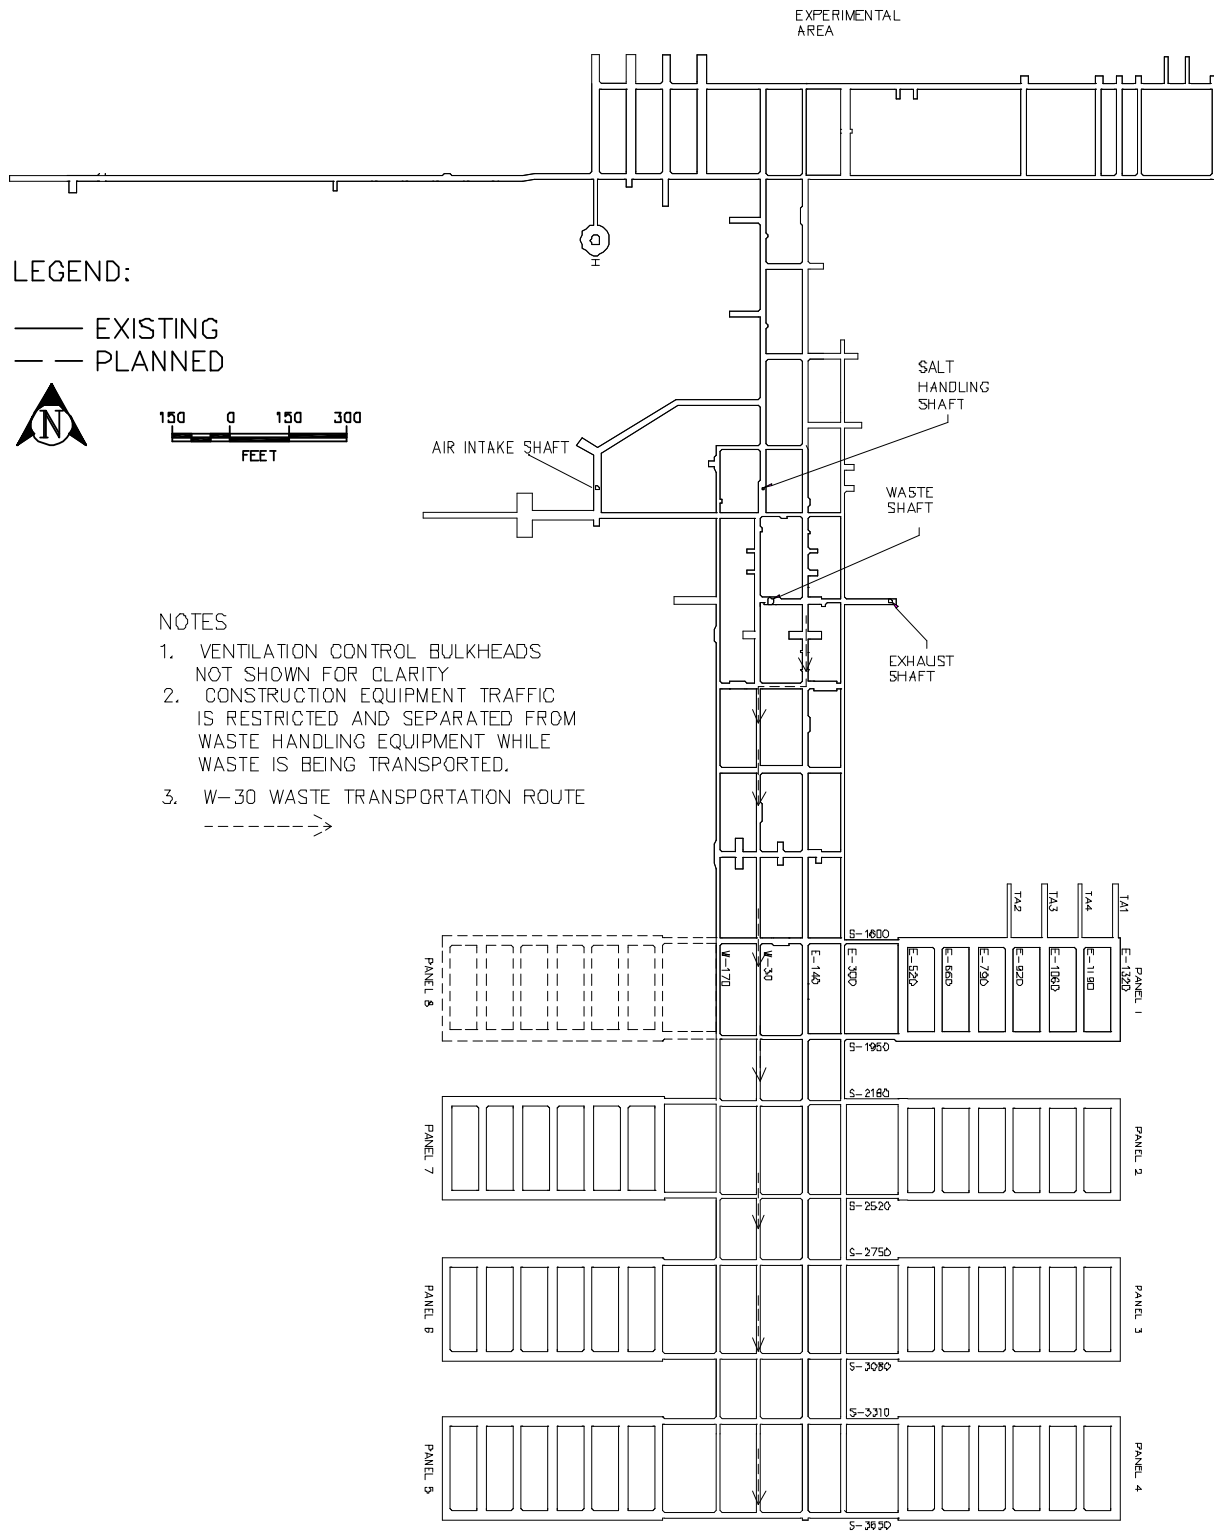 EXPERIMENTAL
AREA
LEGEND:
EXISTING
PLANNED
N
150 0 150 300
FEET
SALT
HANDLING
SHAFT
AIR INTAKE SHAFT
WASTE
SHAFT
EXHAUST
SHAFT
NOTES
1. VENTILATION CONTROL BULKHEADS
NOT SHOWN FOR CLARITY
2. CONSTRUCTION EQUIPMENT TRAFFIC
IS RESTRICTED AND SEPARATED FROM
WASTE HANDLING EQUIPMENT WHILE
WASTE IS BEING TRANSPORTED.
3. W-30 WASTE TRANSPORTATION ROUTE
TA2
TA3
TA4
TA1
S-1600
PANEL 8
W-170
W-30
E-140
E-300
E-520
E-660
E-790
E-920
E-1060
E-1190
E-1320
PANEL 1
S-1950
S-2180
PANEL 7
PANEL 2
S-2520
S-2750
PANEL 6
PANEL 3
S-3080
S-3310
PANEL 5
PANEL 4
S-3650